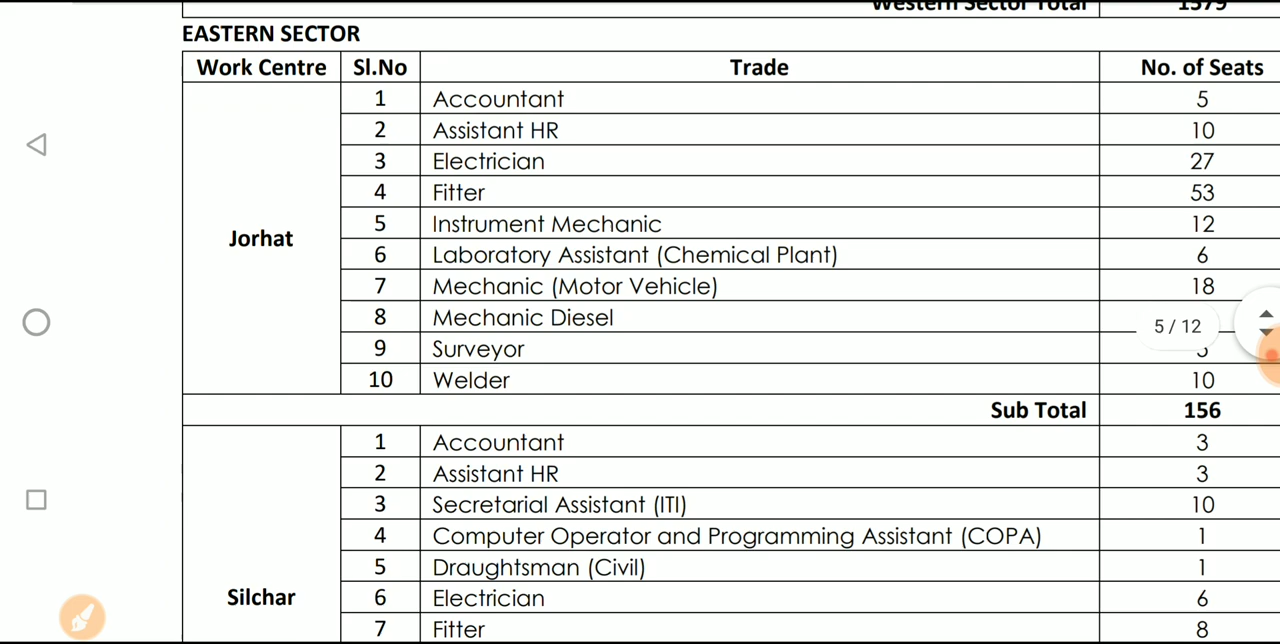 Western Sector Total 1579
EASTERN SECTOR
Work Centre Sl.No Trade No. of Seats
Jorhat
1 Accountant 5
2 Assistant HR 10
3 Electrician 27
4 Fitter 53
5 Instrument Mechanic 12
6 Laboratory Assistant (Chemical Plant) 6
7 Mechanic (Motor Vehicle) 18
8 Mechanic Diesel
5 / 12
9 Surveyor
10 Welder 10
Sub Total 156
Silchar
1 Accountant 3
2 Assistant HR 3
3 Secretarial Assistant (ITI) 10
4 Computer Operator and Programming Assistant (COPA) 1
5 Draughtsman (Civil) 1
6 Electrician 6
7 Fitter 8